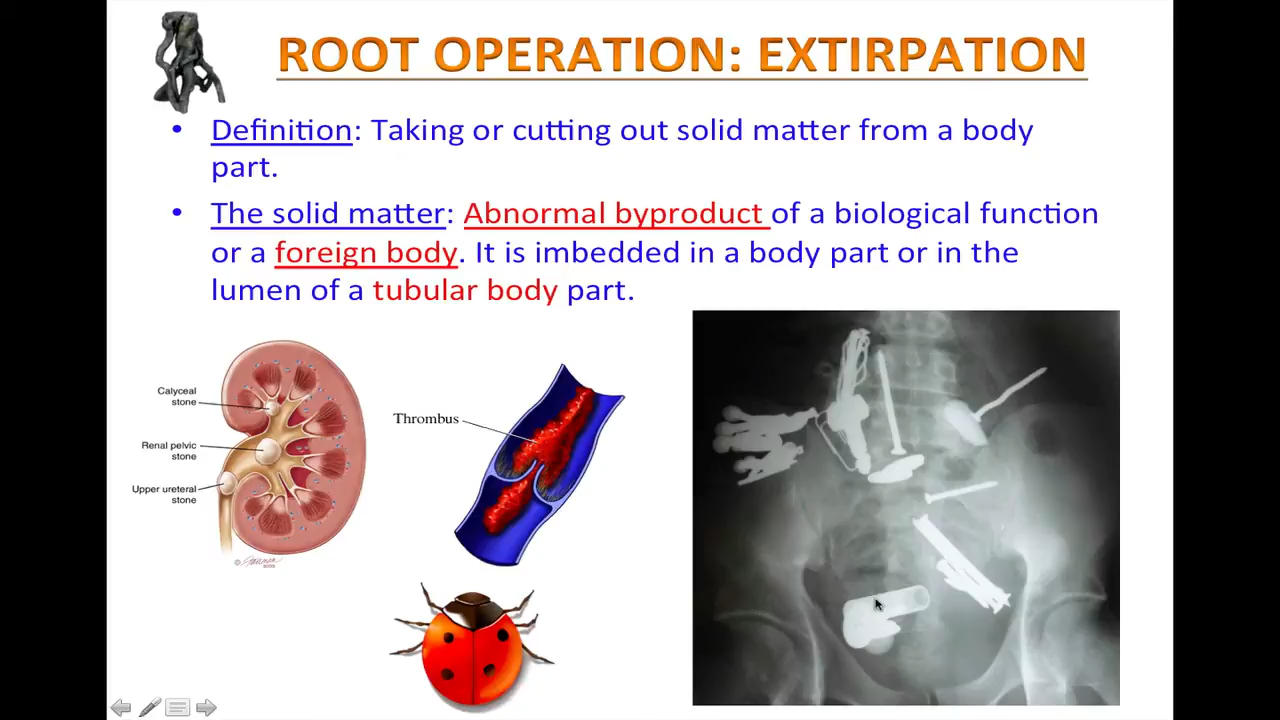 ROOT OPERATION: EXTIRPATION
• Definition: Taking or cutting out solid matter from a body
part.
• The solid matter: Abnormal byproduct of a biological function
or a foreign body. It is imbedded in a body part or in the
lumen of a tubular body part.
Calyceal
stone
Renal pelvic
stone
Upper ureteral
stone
Thrombus